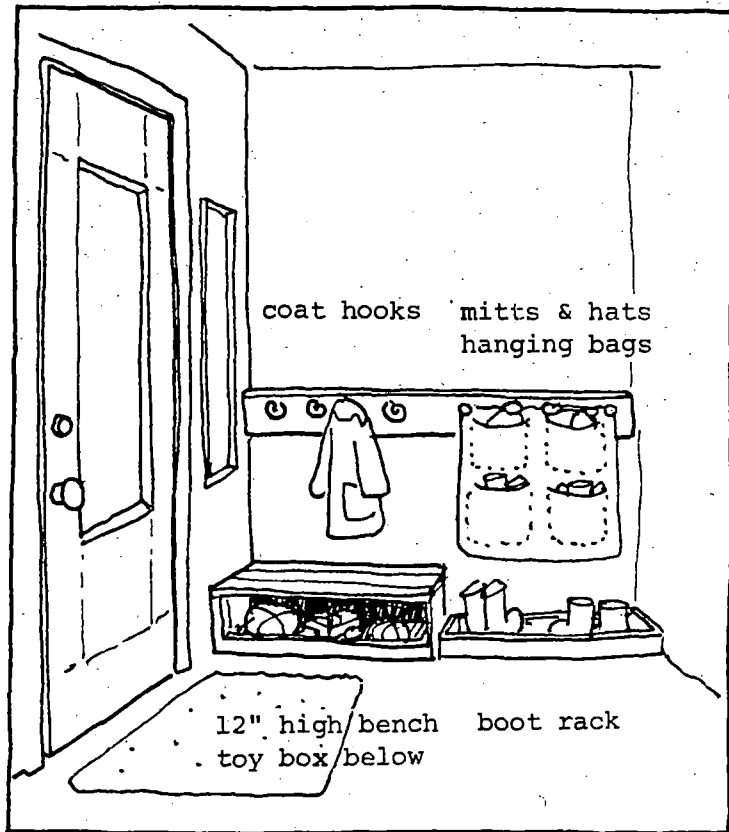 coat hooks
mitts & hats
hanging bags
12" high bench
toy box below
boot rack